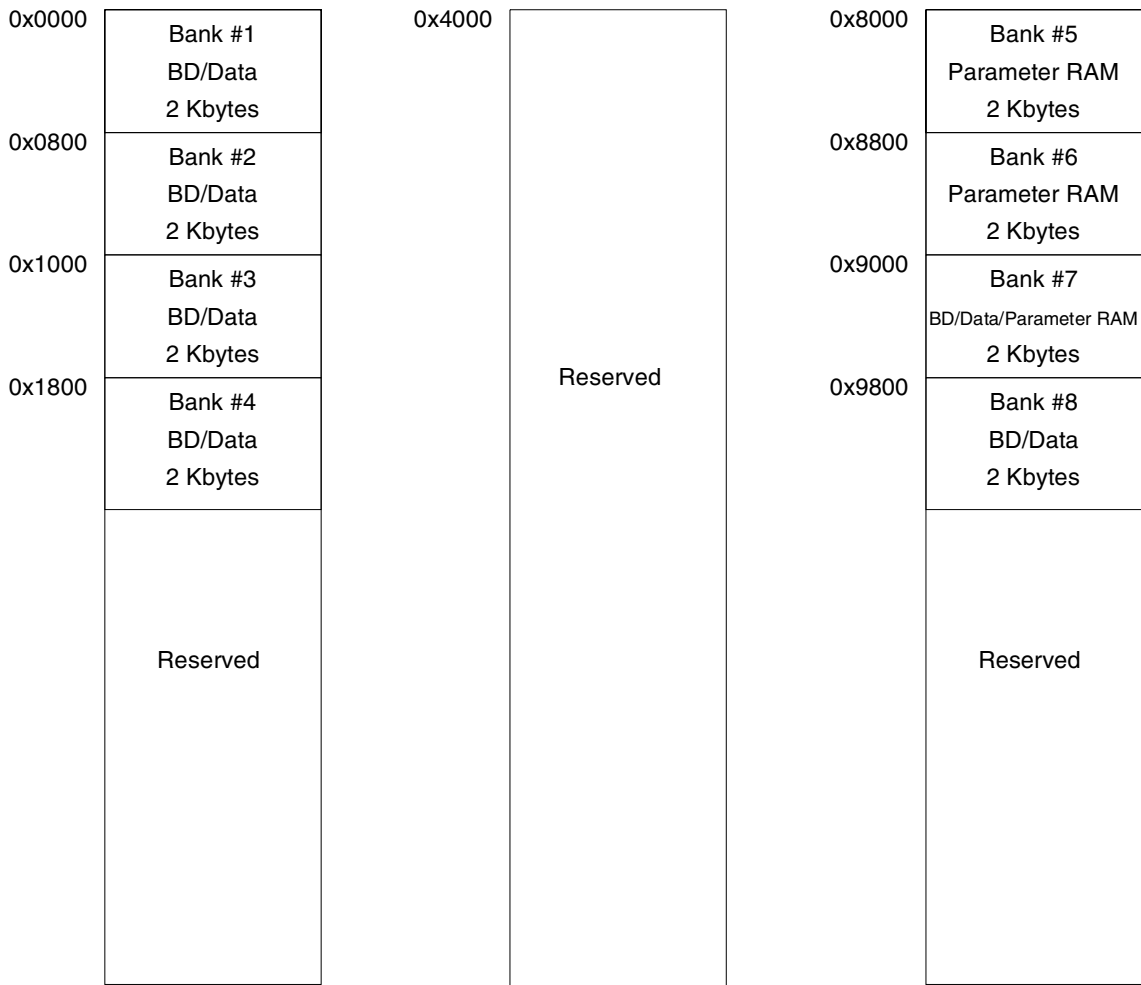 0x0000
Bank #1
BD/Data
2 Kbytes
0x0800
Bank #2
BD/Data
2 Kbytes
0x1000
Bank #3
BD/Data
2 Kbytes
0x1800
Bank #4
BD/Data
2 Kbytes
Reserved
0x4000
Reserved
0x8000
Bank #5
Parameter RAM
2 Kbytes
0x8800
Bank #6
Parameter RAM
2 Kbytes
0x9000
Bank #7
BD/Data/Parameter RAM
2 Kbytes
0x9800
Bank #8
BD/Data
2 Kbytes
Reserved